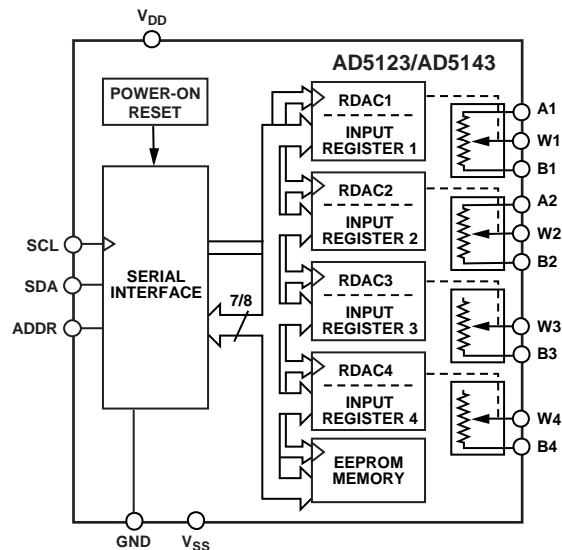 VDD
AD5123/AD5143
POWER-ON
RESET
RDAC1
INPUT
REGISTER 1
A1
W1
B1
RDAC2
INPUT
REGISTER 2
A2
W2
B2
SCL
SDA
ADDR
SERIAL
INTERFACE
7/8
RDAC3
INPUT
REGISTER 3
W3
B3
RDAC4
INPUT
REGISTER 4
W4
B4
EEPROM
MEMORY
GND
VSS